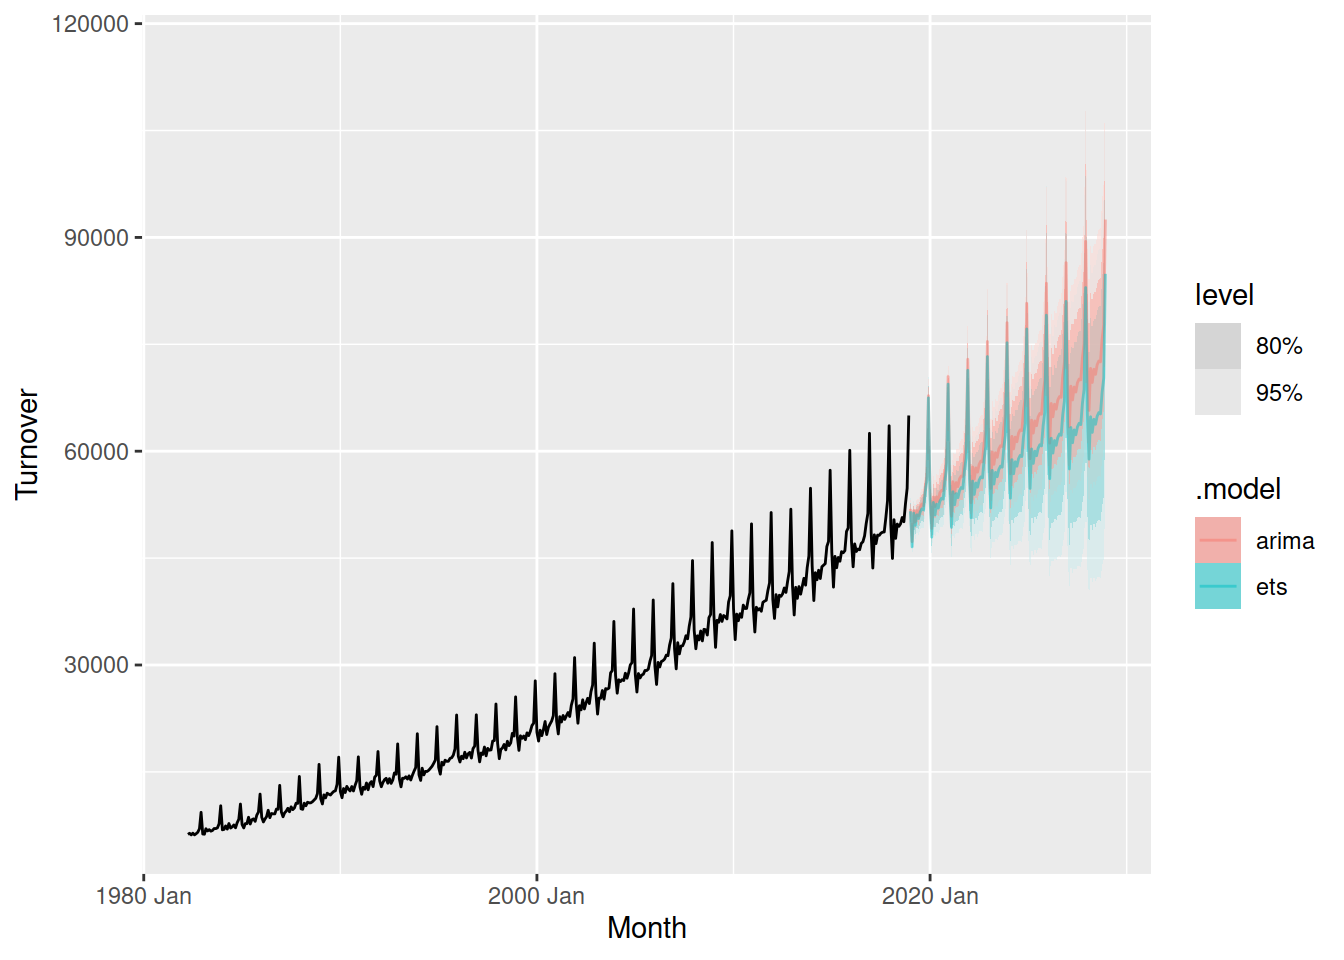 120000
90000
60000
30000
Turnover
1980 Jan
2000 Jan
2020 Jan
Month
level
80%
95%
.model
arima
ets